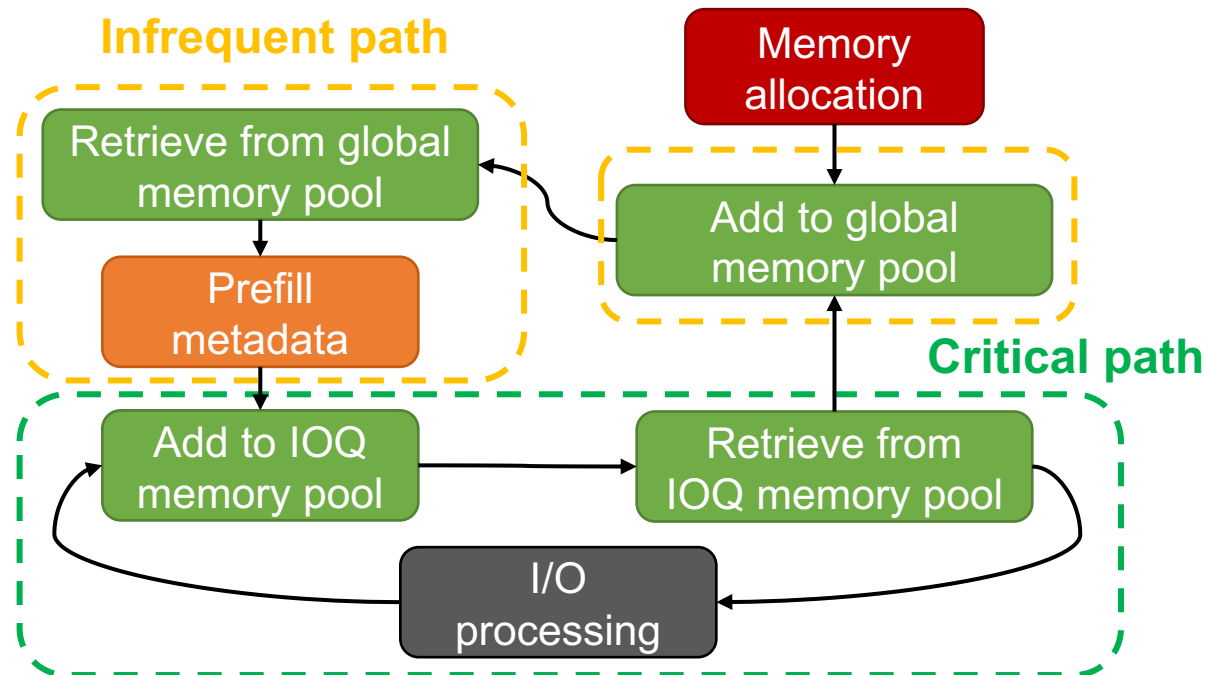 Infrequent path
Memory
allocation
Retrieve from global
memory pool
Add to global
memory pool
Prefill
metadata
Critical path
Add to IOQ
memory pool
Retrieve from
IOQ memory pool
I/O
processing